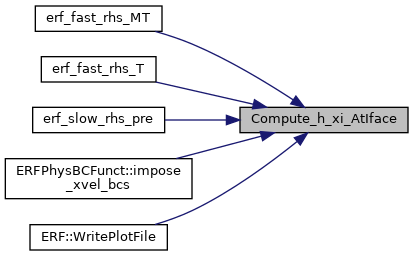 erf_fast_rhs_MT
erf_fast_rhs_T
Compute_h_xi_AtIface
erf_slow_rhs_pre
ERFPhysBCFunct::impose
_xvel_bcs
ERF::WritePlotFile